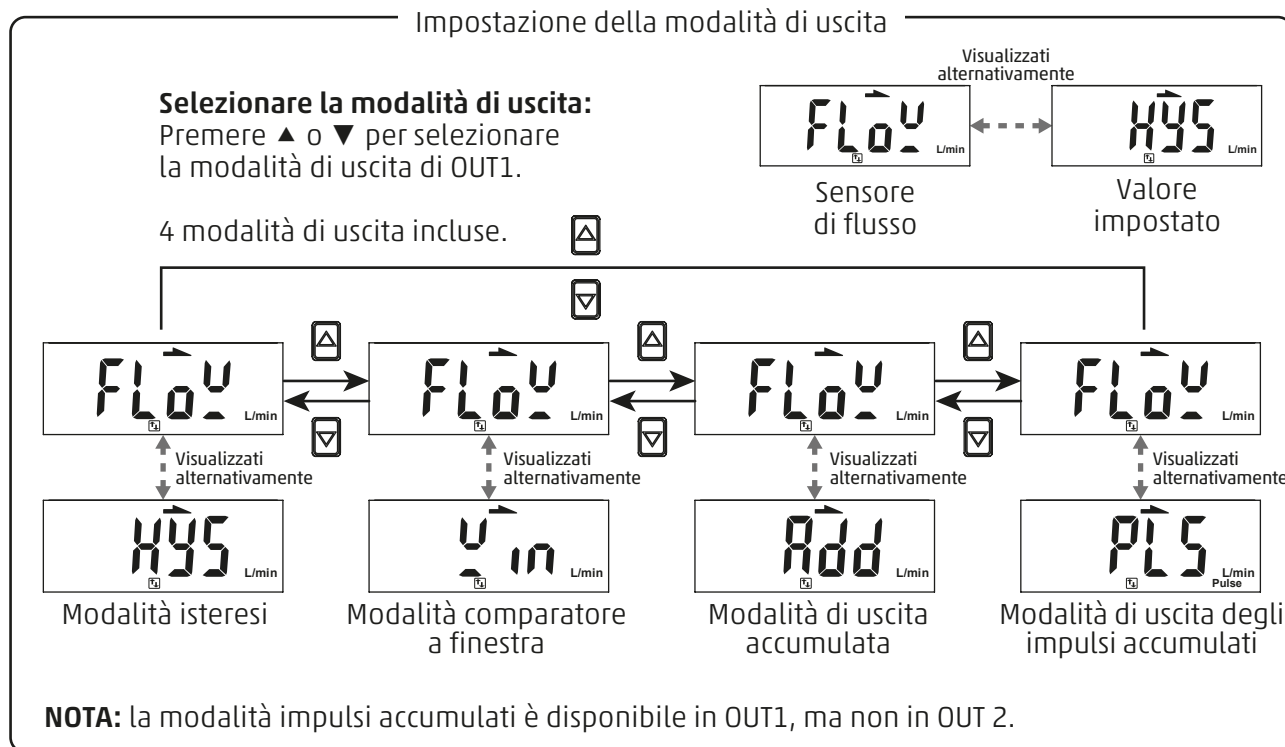 Impostazione della modalità di uscita
Selezionare la modalità di uscita:
Premere ▲ o ▼ per selezionare
la modalità di uscita di OUT1.
4 modalità di uscita incluse.
Visualizzati
alternativamente
FLoW L/min
HYS L/min
Sensore
di flusso
Valore
impostato
FLoW L/min
FLoW L/min
FLoW L/min
FLoW L/min
Visualizzati
alternativamente
Visualizzati
alternativamente
Visualizzati
alternativamente
Visualizzati
alternativamente
HYS L/min
Win L/min
Add L/min
PLS L/min
Pulse
Modalità isteresi
Modalità comparatore
a finestra
Modalità di uscita
accumulata
Modalità di uscita degli
impulsi accumulati
NOTA: la modalità impulsi accumulati è disponibile in OUT1, ma non in OUT 2.